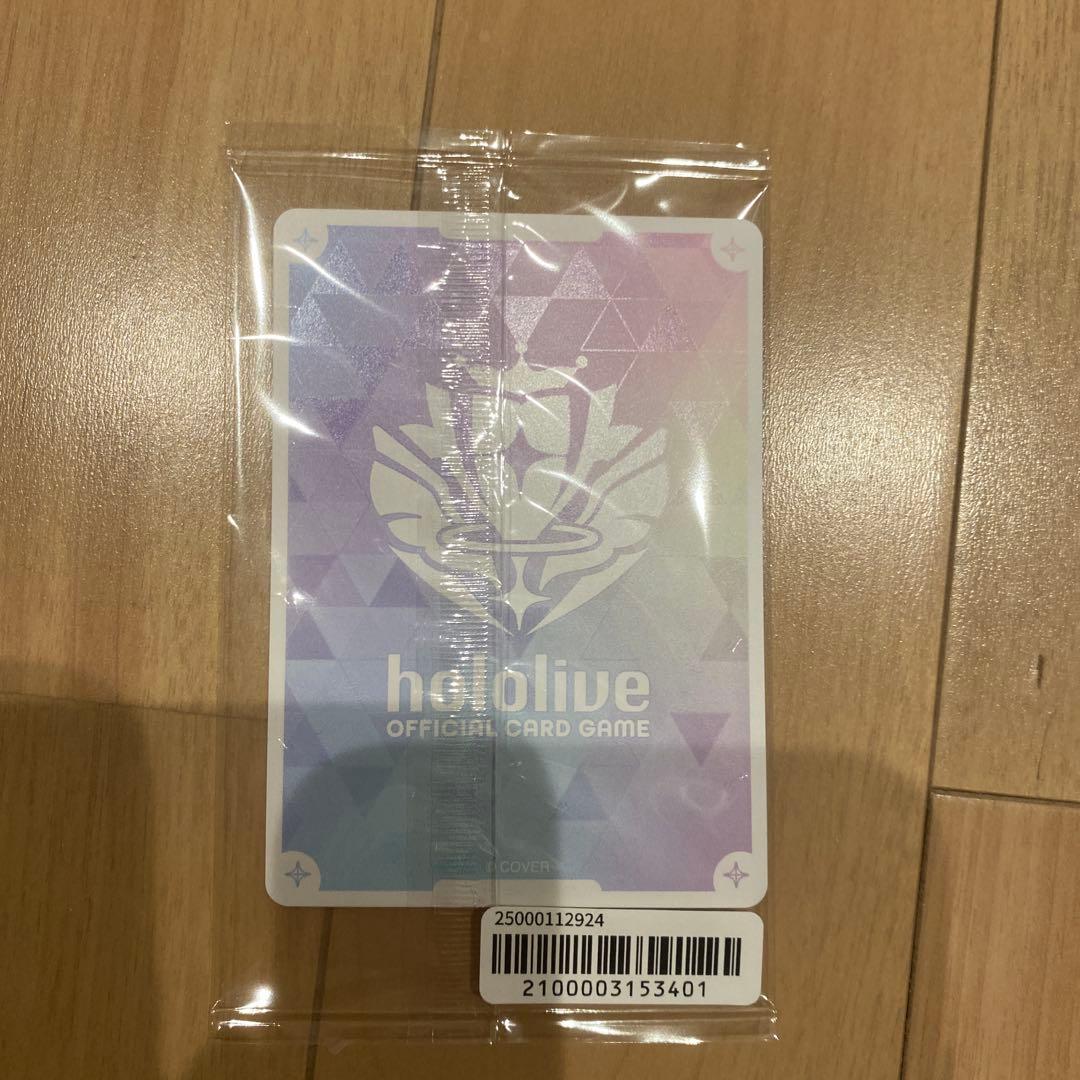 hololive
OFFICIAL CARD GAME
© COVER
25000112924
2100003153401